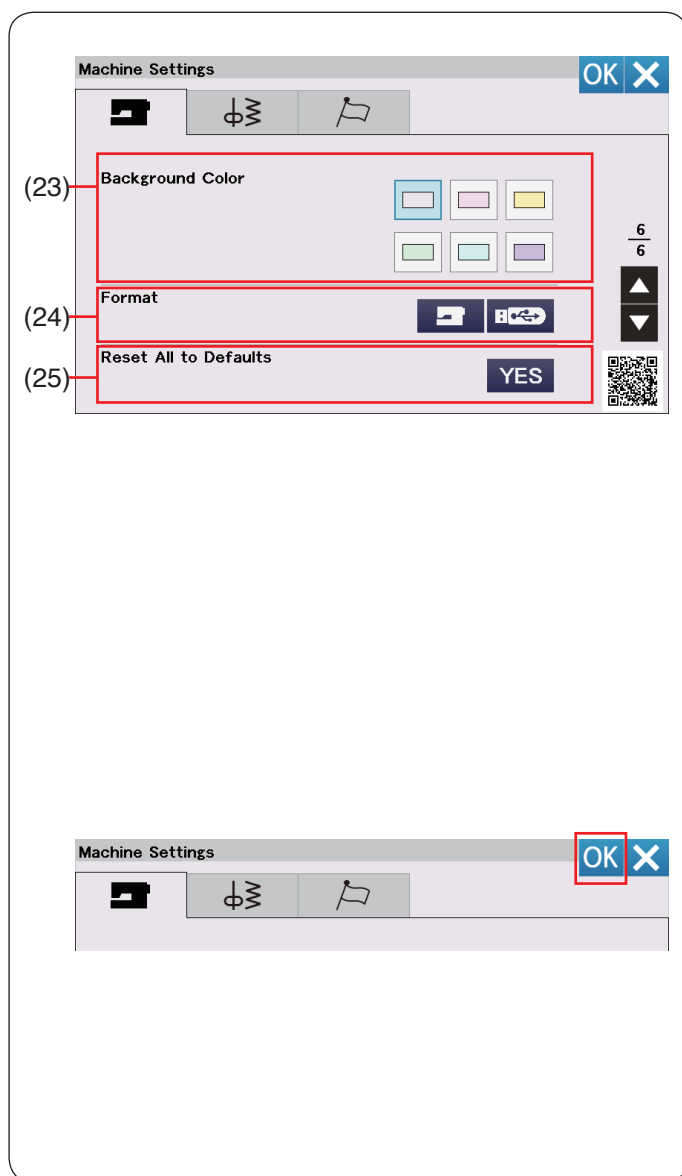 Machine Settings
OK
(23)
Background Color
6
6
(24)
Format
(25)
Reset All to Defaults
YES
Machine Settings
OK